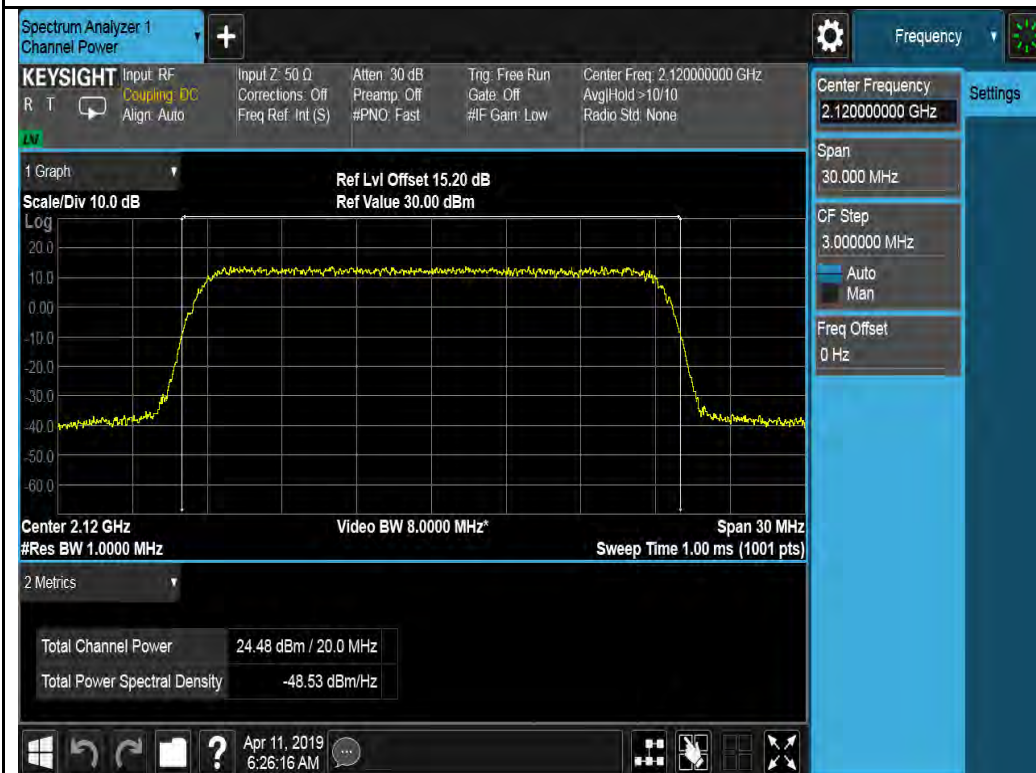 Spectrum Analyzer 1
Channel Power
+
Frequency
KEYSIGHT
R T
LNI
Input: RF
Coupling: DC
Align: Auto
Input Z: 50 Ω
Corrections: Off
Freq Ref: Int (S)
Atten: 30 dB
Preamp: Off
#PNO: Fast
Trig: Free Run
Gate: Off
#IF Gain: Low
Center Freq: 2.120000000 GHz
Avg|Hold >10/10
Radio Std: None
Center Frequency
2.120000000 GHz
Settings
Span
30.000 MHz
CF Step
3.000000 MHz
Auto
Man
Freq Offset
0 Hz
1 Graph
Scale/Div 10.0 dB
Ref Lvl Offset 15.20 dB
Ref Value 30.00 dBm
Log
20.0
10.0
0.00
-10.0
-20.0
-30.0
-40.0
-50.0
-60.0
Center 2.12 GHz
Video BW 8.0000 MHz*
Span 30 MHz
#Res BW 1.0000 MHz
Sweep Time 1.00 ms (1001 pts)
2 Metrics
Total Channel Power 24.48 dBm / 20.0 MHz
Total Power Spectral Density -48.53 dBm/Hz
?
Apr 11, 2019
6:26:16 AM